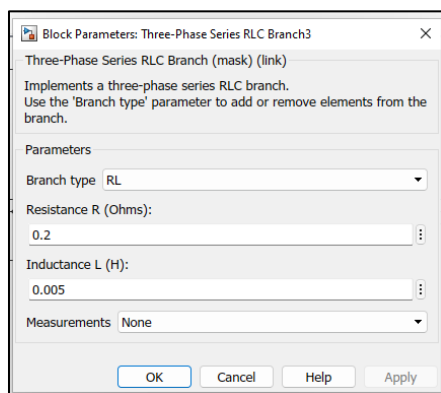 Block Parameters: Three-Phase Series RLC Branch3
Three-Phase Series RLC Branch (mask) (link)
Implements a three-phase series RLC branch.
Use the 'Branch type' parameter to add or remove elements from the
branch.
Parameters
Branch type RL
Resistance R (Ohms):
0.2
Inductance L (H):
0.005
Measurements None
OK Cancel Help Apply